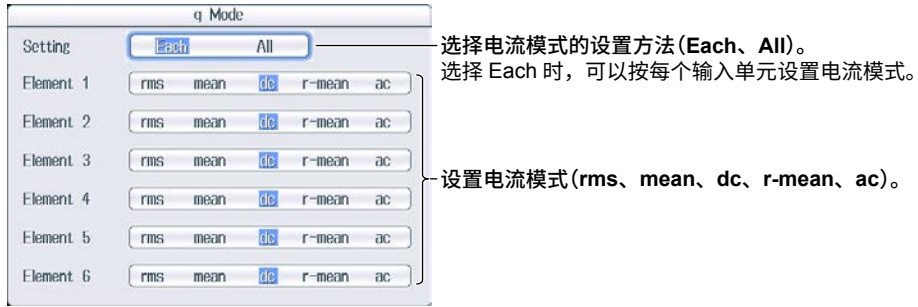 q Mode
Setting Each All
选择电流模式的设置方法(Each、All)。
选择 Each 时，可以按每个输入单元设置电流模式。
Element 1 rms mean dc r-mean ac
Element 2 rms mean dc r-mean ac
Element 3 rms mean dc r-mean ac
设置电流模式(rms、mean、dc、r-mean、ac)。
Element 4 rms mean dc r-mean ac
Element 5 rms mean dc r-mean ac
Element 6 rms mean dc r-mean ac